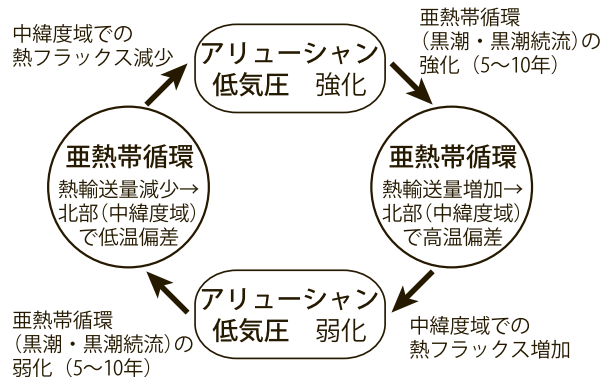 中緯度域での
熱フラックス減少
アリューシャン
低気圧　強化
亜熱帯循環
（黒潮・黒潮続流）の
強化（5〜10年）
亜熱帯循環
熱輸送量減少→
北部（中緯度域）
で低温偏差
亜熱帯循環
熱輸送量増加→
北部（中緯度域）
で高温偏差
亜熱帯循環
（黒潮・黒潮続流）の
弱化（5〜10年）
アリューシャン
低気圧　弱化
中緯度域での
熱フラックス増加